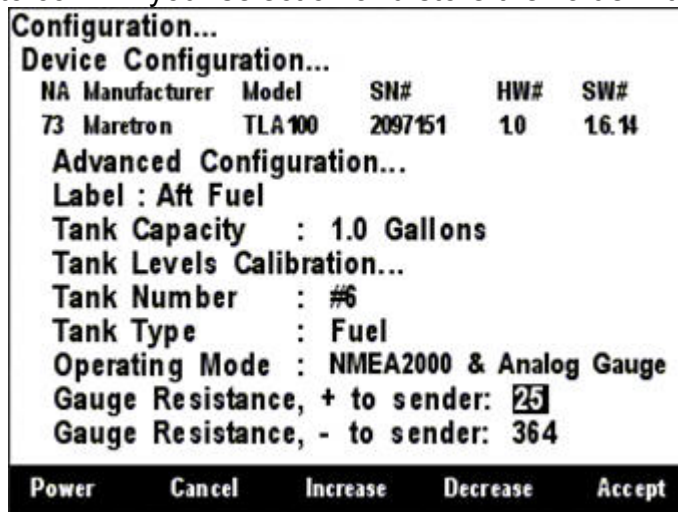 Configuration...
Device Configuration...
NA Manufacturer Model SN# HW# SW#
73 Maretron TLA100 2097151 1.0 1.6.14
Advanced Configuration...
Label : Aft Fuel
Tank Capacity : 1.0 Gallons
Tank Levels Calibration...
Tank Number : #6
Tank Type : Fuel
Operating Mode : NMEA2000 & Analog Gauge
Gauge Resistance, + to sender: 25
Gauge Resistance, - to sender: 364
Power Cancel Increase Decrease Accept